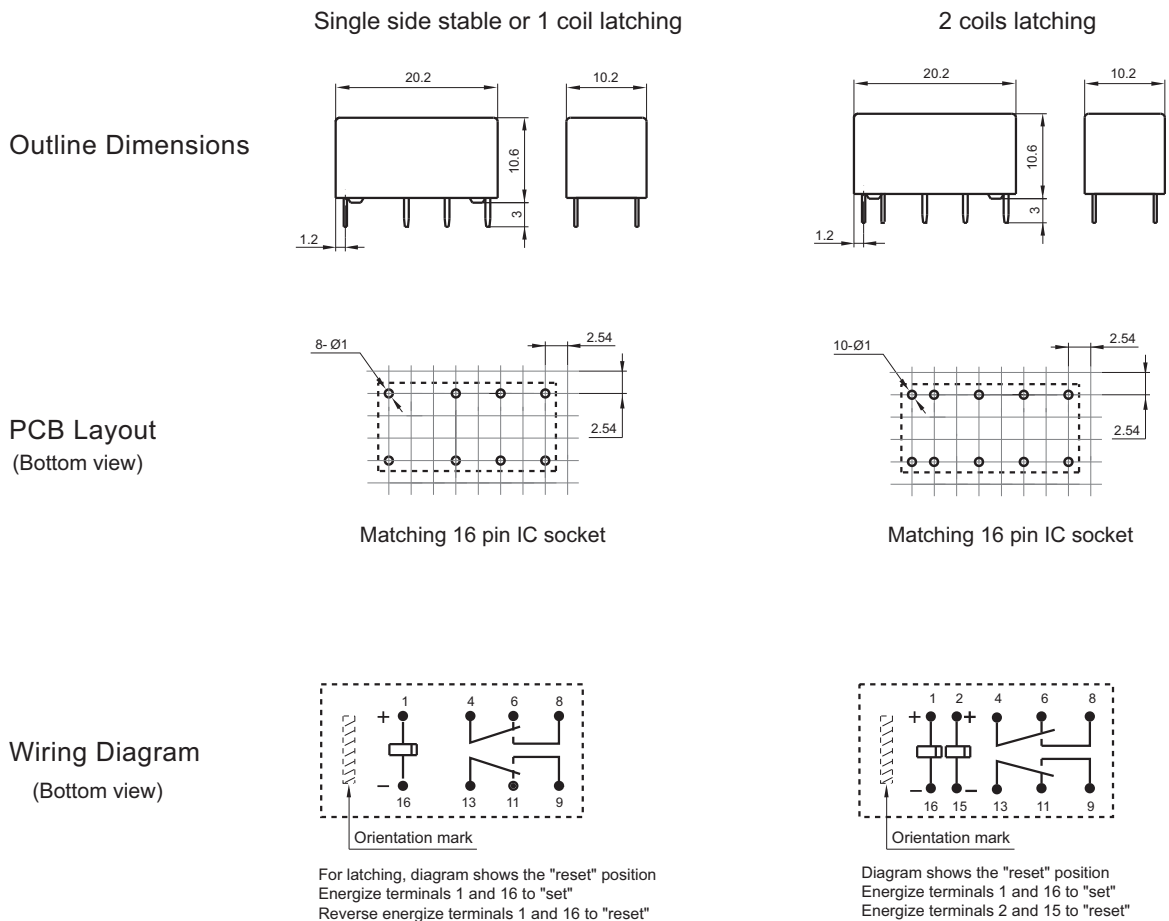 Single side stable or 1 coil latching
2 coils latching
Outline Dimensions
20.2
10.2
10.6
3
1.2
20.2
10.2
10.6
3
1.2
PCB Layout
(Bottom view)
8- Ø1
2.54
2.54
Matching 16 pin IC socket
10-Ø1
2.54
2.54
Matching 16 pin IC socket
Wiring Diagram
(Bottom view)
1 4 6 8
+
−
16 13 11 9
Orientation mark
For latching, diagram shows the "reset" position
Energize terminals 1 and 16 to "set"
Reverse energize terminals 1 and 16 to "reset"
1 2 4 6 8
+ +
− −
16 15 13 11 9
Orientation mark
Diagram shows the "reset" position
Energize terminals 1 and 16 to "set"
Energize terminals 2 and 15 to "reset"